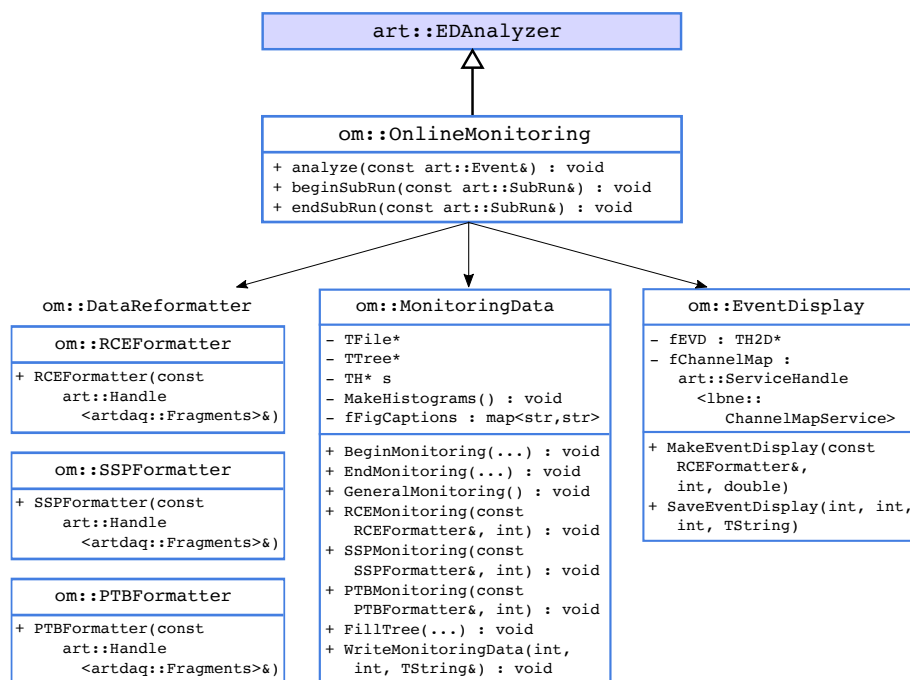 art::EDAnalyzer
om::OnlineMonitoring
+ analyze(const art::Event&) : void
+ beginSubRun(const art::SubRun&) : void
+ endSubRun(const art::SubRun&) : void
om::DataReformatter
om::RCEFormatter
+ RCEFormatter(const
art::Handle
<artdaq::Fragments>&)
om::SSPFormatter
+ SSPFormatter(const
art::Handle
<artdaq::Fragments>&)
om::PTBFormatter
+ PTBFormatter(const
art::Handle
<artdaq::Fragments>&)
om::MonitoringData
- TFile*
- TTree*
- TH* s
- MakeHistograms() : void
- fFigCaptions : map<str,str>
+ BeginMonitoring(...) : void
+ EndMonitoring(...) : void
+ GeneralMonitoring() : void
+ RCEMonitoring(const
RCEFormatter&, int) : void
+ SSPMonitoring(const
SSPFormatter&, int) : void
+ PTBMonitoring(const
PTBFormatter&, int) : void
+ FillTree(...) : void
+ WriteMonitoringData(int,
int, TString&) : void
om::EventDisplay
- fEVD : TH2D*
- fChannelMap :
art::ServiceHandle
<lbne::
ChannelMapService>
+ MakeEventDisplay(const
RCEFormatter&,
int, double)
+ SaveEventDisplay(int, int,
int, TString)